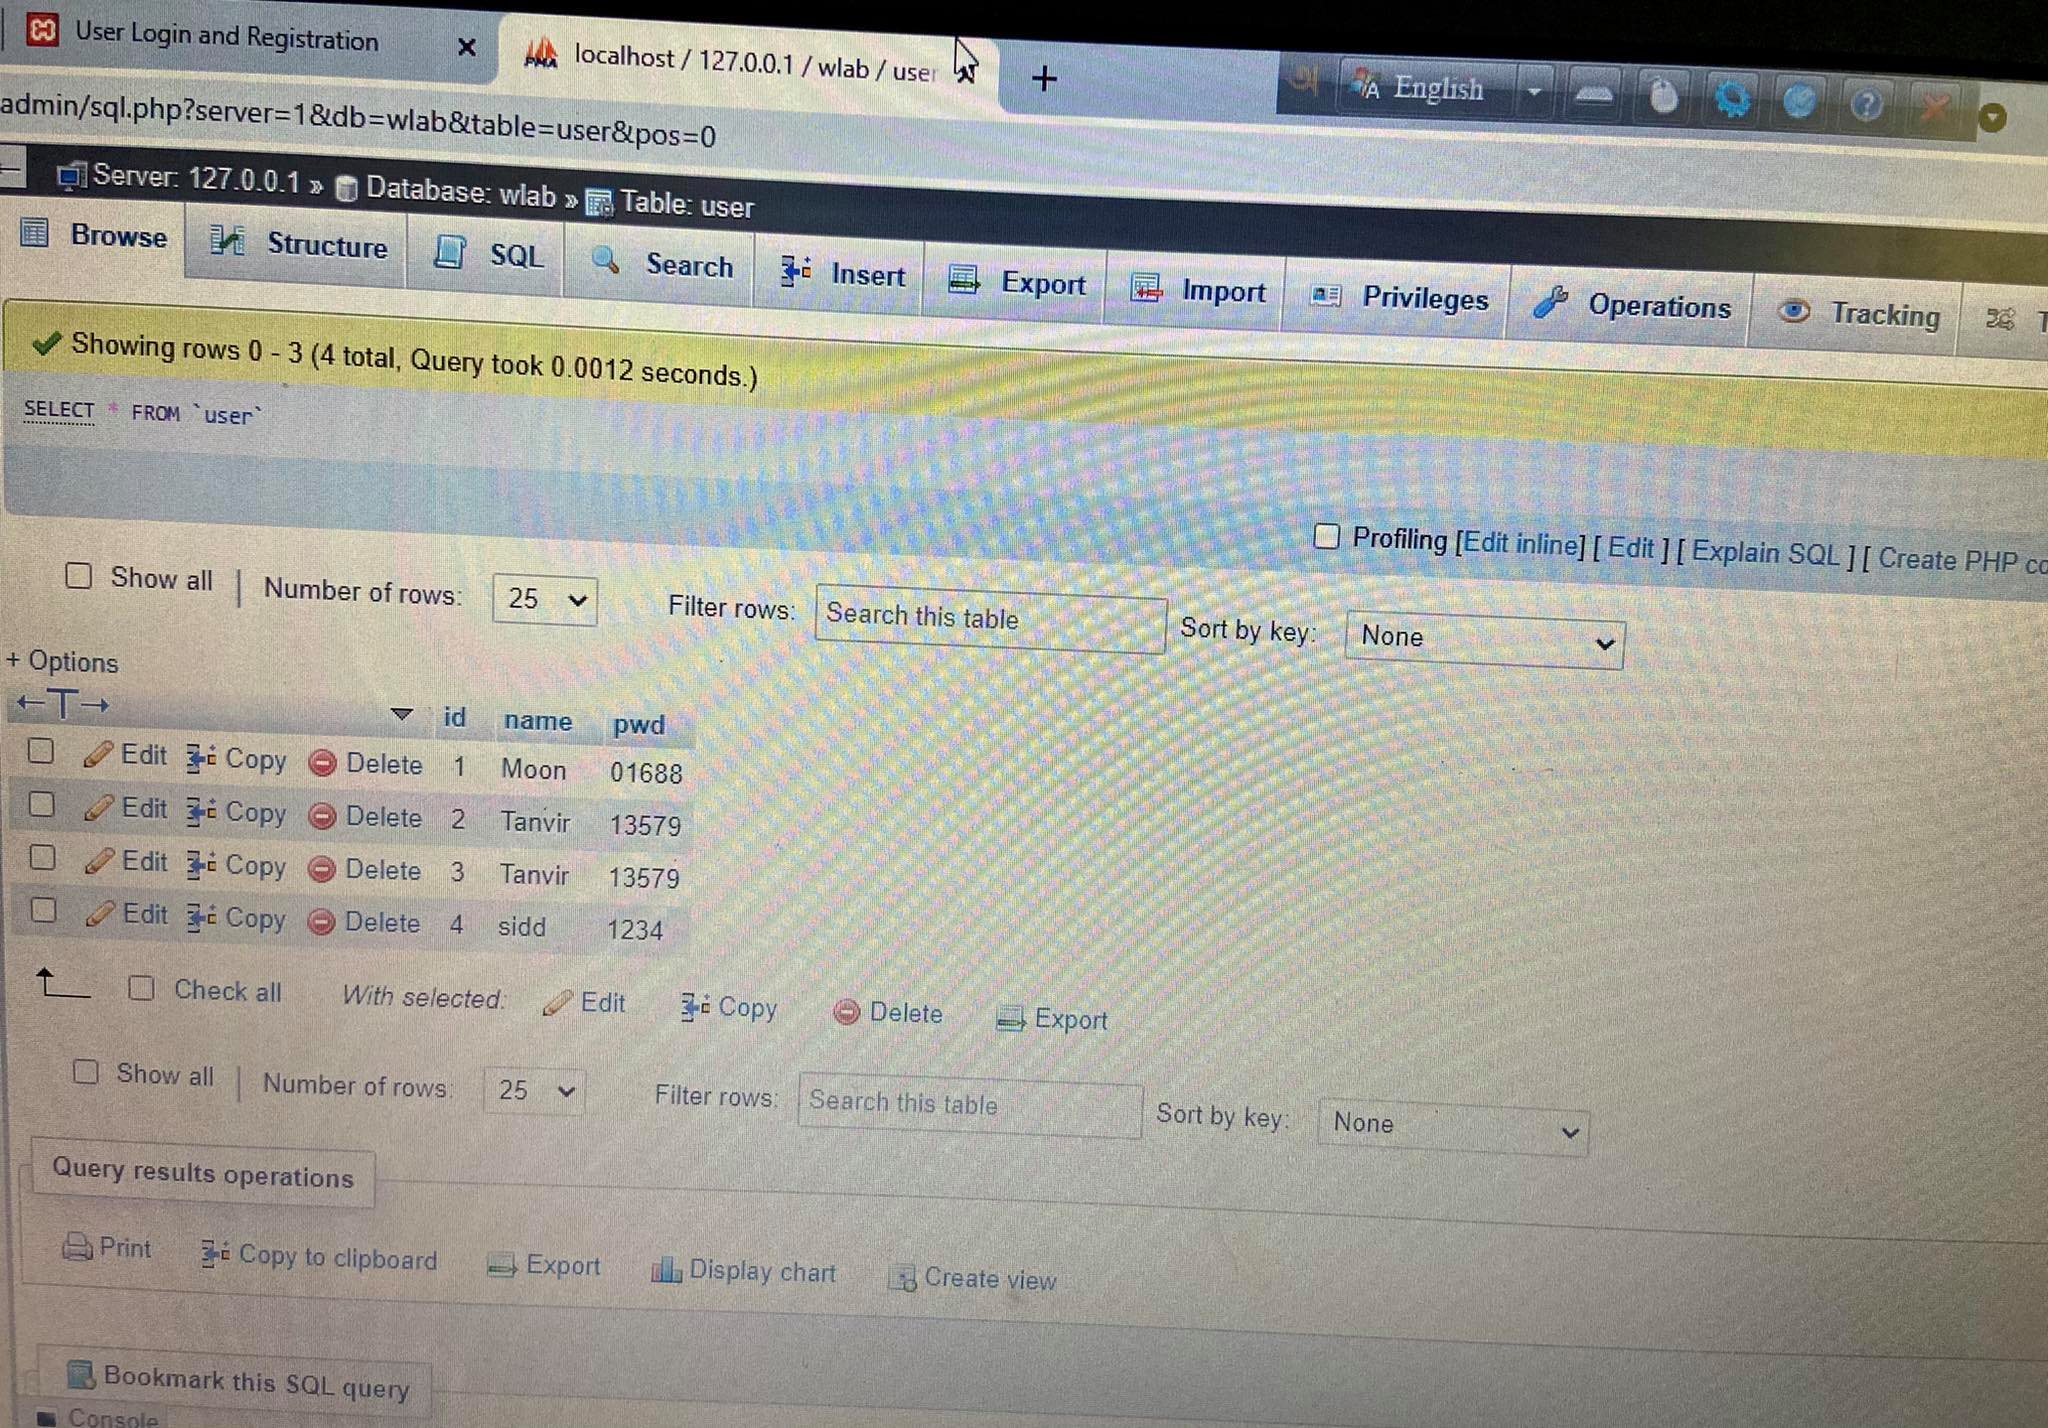 User Login and Registration
localhost / 127.0.0.1 / wlab / user
English
admin/sql.php?server=1&db=wlab&table=user&pos=0
Server: 127.0.0.1 » Database: wlab » Table: user
Browse Structure SQL Search Insert Export Import Privileges Operations Tracking
Showing rows 0 - 3 (4 total, Query took 0.0012 seconds.)
SELECT * FROM `user`
Profiling [Edit inline] [ Edit ] [ Explain SQL ] [ Create PHP co
Show all | Number of rows: 25 Filter rows: Search this table Sort by key: None
+ Options
←T→ id name pwd
Edit Copy Delete 1 Moon 01688
Edit Copy Delete 2 Tanvir 13579
Edit Copy Delete 3 Tanvir 13579
Edit Copy Delete 4 sidd 1234
Check all With selected: Edit Copy Delete Export
Show all | Number of rows: 25 Filter rows: Search this table Sort by key: None
Query results operations
Print Copy to clipboard Export Display chart Create view
Bookmark this SQL query
Console